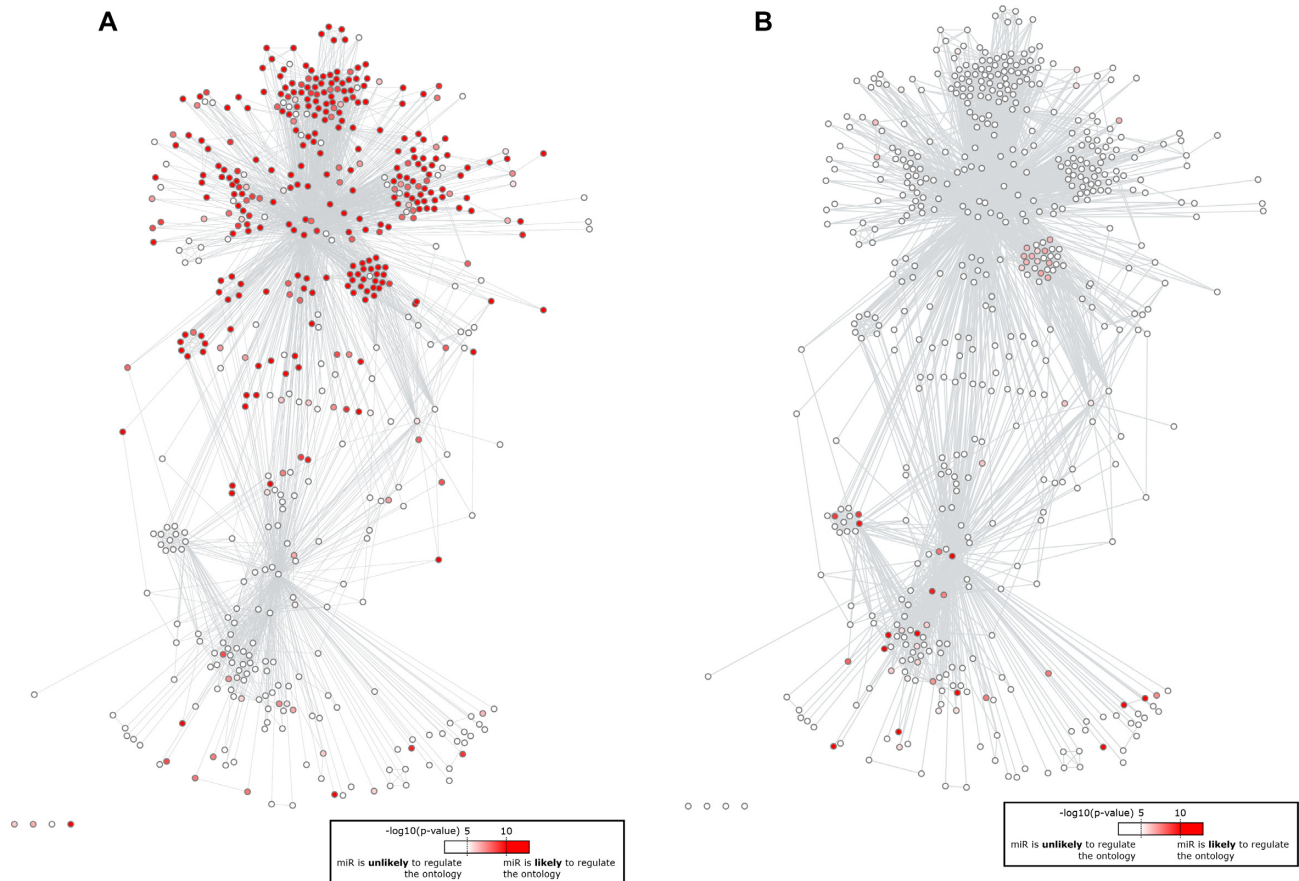 A
B
-log10(p-value) 5 10
miR is unlikely to regulate
the ontology
miR is likely to regulate
the ontology
-log10(p-value) 5 10
miR is unlikely to regulate
the ontology
miR is likely to regulate
the ontology